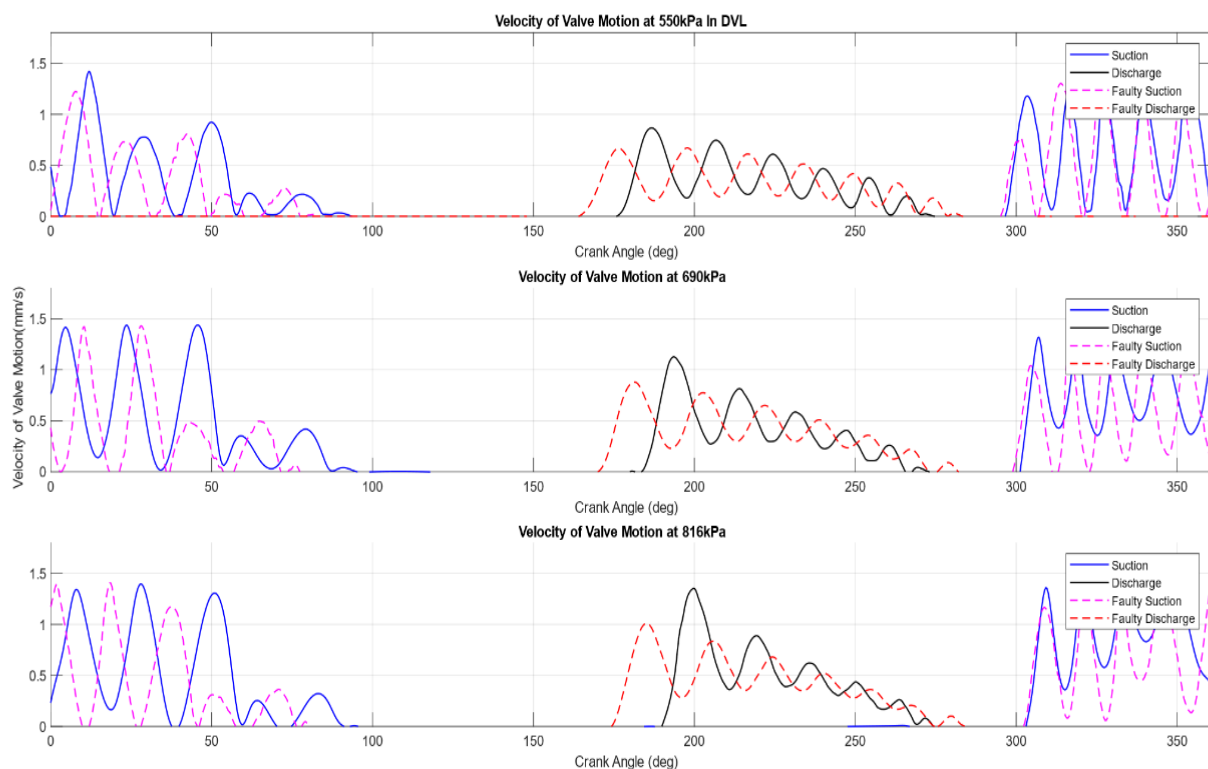 Velocity of Valve Motion at 550kPa In DVL
1.5
1
0.5
0
0
50
100
150
200
250
300
350
Crank Angle (deg)
Suction
Discharge
Faulty Suction
Faulty Discharge
Velocity of Valve Motion at 690kPa
Velocity of Valve Motion(mm/s)
1.5
1
0.5
0
0
50
100
150
200
250
300
350
Crank Angle (deg)
Suction
Discharge
Faulty Suction
Faulty Discharge
Velocity of Valve Motion at 816kPa
1.5
1
0.5
0
0
50
100
150
200
250
300
350
Crank Angle (deg)
Suction
Discharge
Faulty Suction
Faulty Discharge